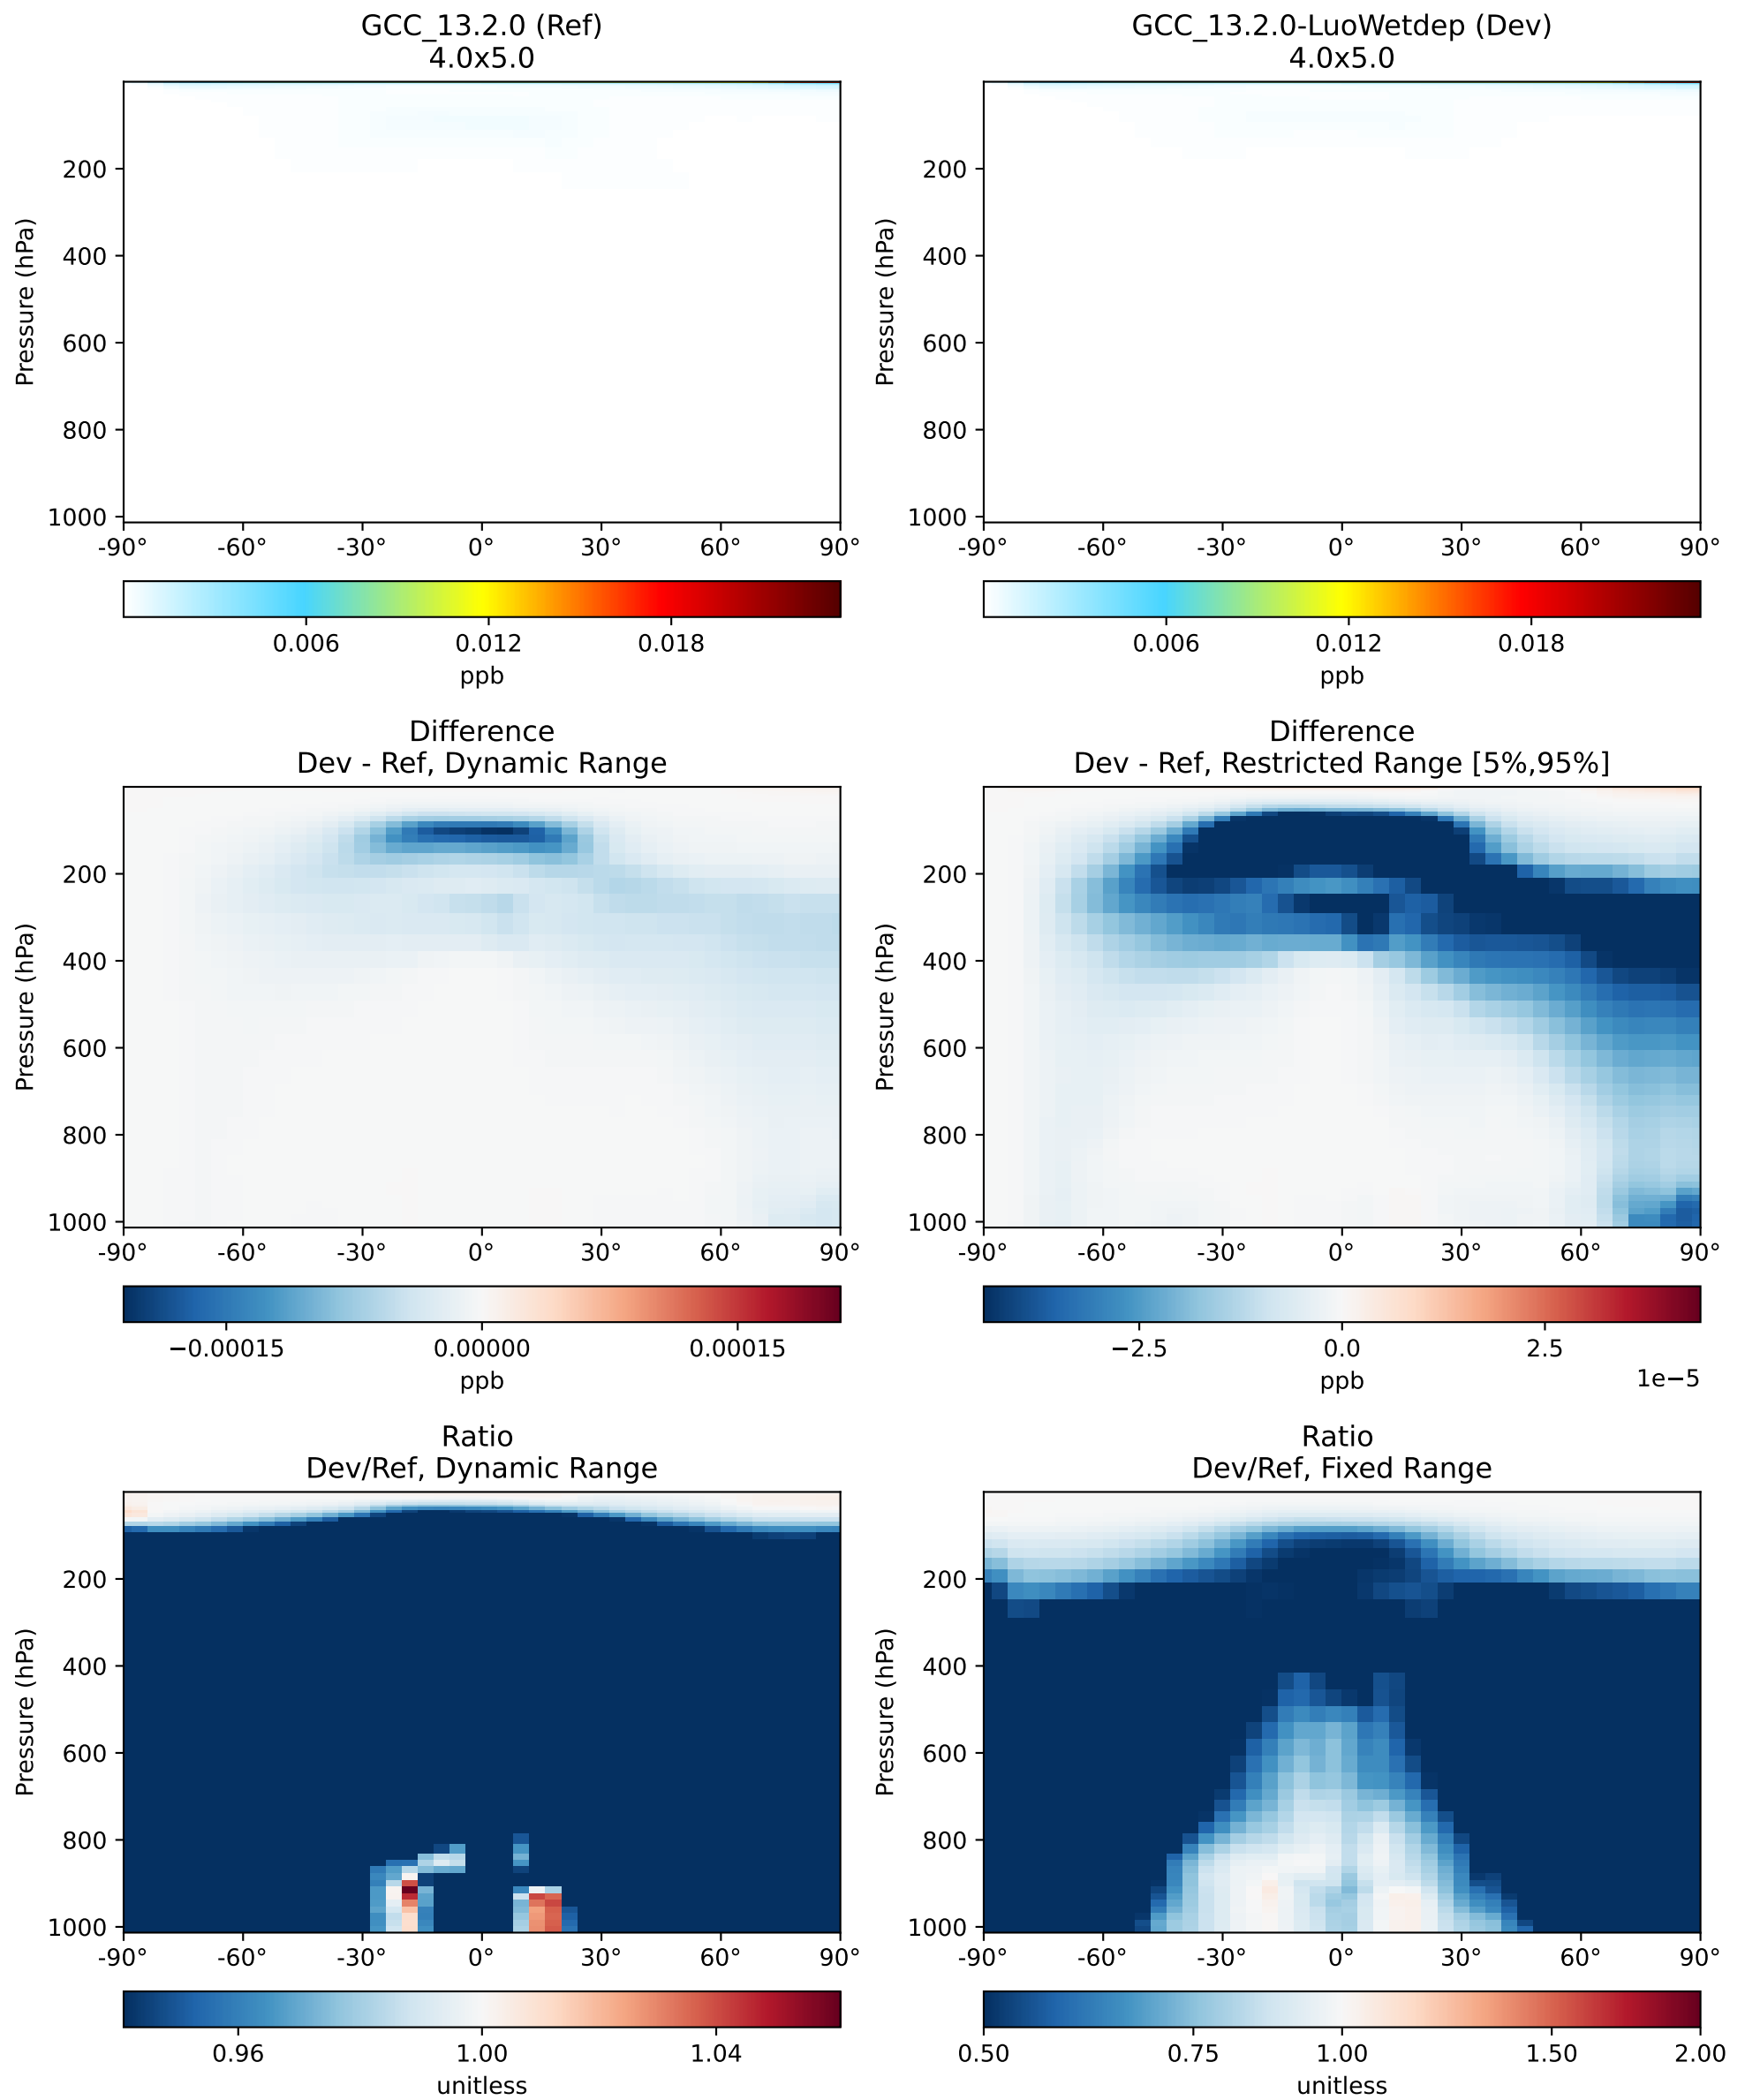 GCC_13.2.0 (Ref)
4.0x5.0
Pressure (hPa)
200
400
600
800
1000
-90° -60° -30° 0° 30° 60° 90°
0.006 0.012 0.018
ppb
GCC_13.2.0-LuoWetdep (Dev)
4.0x5.0
Pressure (hPa)
200
400
600
800
1000
-90° -60° -30° 0° 30° 60° 90°
0.006 0.012 0.018
ppb
Difference
Dev - Ref, Dynamic Range
Pressure (hPa)
200
400
600
800
1000
-90° -60° -30° 0° 30° 60° 90°
−0.00015 0.00000 0.00015
ppb
Difference
Dev - Ref, Restricted Range [5%,95%]
Pressure (hPa)
200
400
600
800
1000
-90° -60° -30° 0° 30° 60° 90°
−2.5 0.0 2.5
ppb 1e−5
Ratio
Dev/Ref, Dynamic Range
Pressure (hPa)
200
400
600
800
1000
-90° -60° -30° 0° 30° 60° 90°
0.96 1.00 1.04
unitless
Ratio
Dev/Ref, Fixed Range
Pressure (hPa)
200
400
600
800
1000
-90° -60° -30° 0° 30° 60° 90°
0.50 0.75 1.00 1.50 2.00
unitless